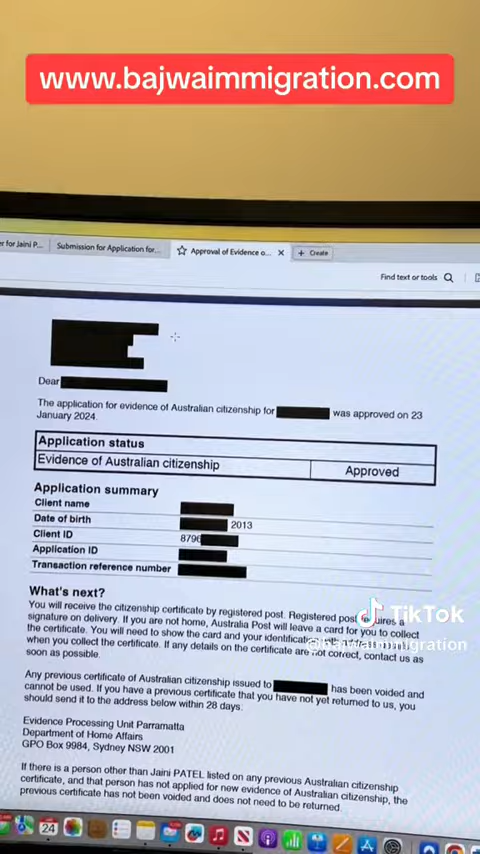 www.bajwaimmigration.com
er for Jaini P...
Submission for Application for...
Approval of Evidence o...
Create
Find text or tools
Dear
The application for evidence of Australian citizenship for was approved on 23
January 2024.
Application status
Evidence of Australian citizenship Approved
Application summary
Client name
Date of birth 2013
Client ID 8796
Application ID
Transaction reference number
What's next?
You will receive the citizenship certificate by registered post. Registered post requires a
signature on delivery. If you are not home, Australia Post will leave a card for you to collect
the certificate. You will need to show the card and your identification
when you collect the certificate. If any details on the certificate are not correct, contact us as
soon as possible.
TikTok
@bajwaimmigration
Any previous certificate of Australian citizenship issued to has been voided and
cannot be used. If you have a previous certificate that you have not yet returned to us, you
should send it to the address below within 28 days.
Evidence Processing Unit Parramatta
Department of Home Affairs
GPO Box 9984, Sydney NSW 2001
If there is a person other than Jaini PATEL listed on any previous Australian citizenship
certificate, and that person has not applied for new evidence of Australian citizenship, the
previous certificate has not been voided and does not need to be returned.
24